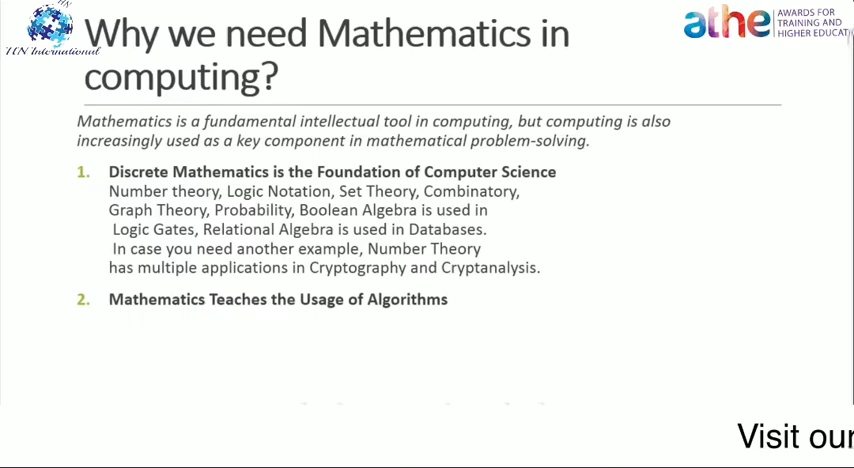 UN
UN International
Why we need Mathematics in
computing?
athe
AWARDS FOR
TRAINING AND
HIGHER EDUCAT
Mathematics is a fundamental intellectual tool in computing, but computing is also
increasingly used as a key component in mathematical problem-solving.
1. Discrete Mathematics is the Foundation of Computer Science
Number theory, Logic Notation, Set Theory, Combinatory,
Graph Theory, Probability, Boolean Algebra is used in
Logic Gates, Relational Algebra is used in Databases.
In case you need another example, Number Theory
has multiple applications in Cryptography and Cryptanalysis.
2. Mathematics Teaches the Usage of Algorithms
Visit our